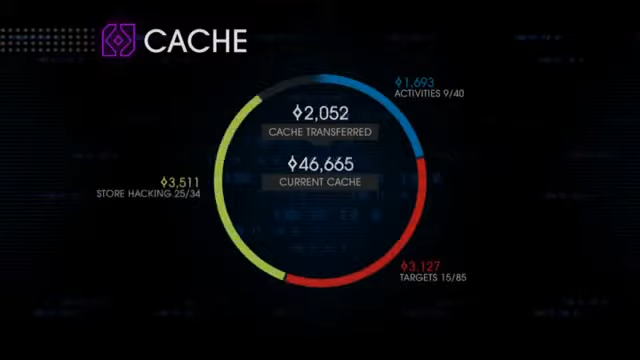 CACHE
2,052
CACHE TRANSFERRED
46,665
CURRENT CACHE
1,693
ACTIVITIES 9/40
3,511
STORE HACKING 25/34
3,127
TARGETS 15/85